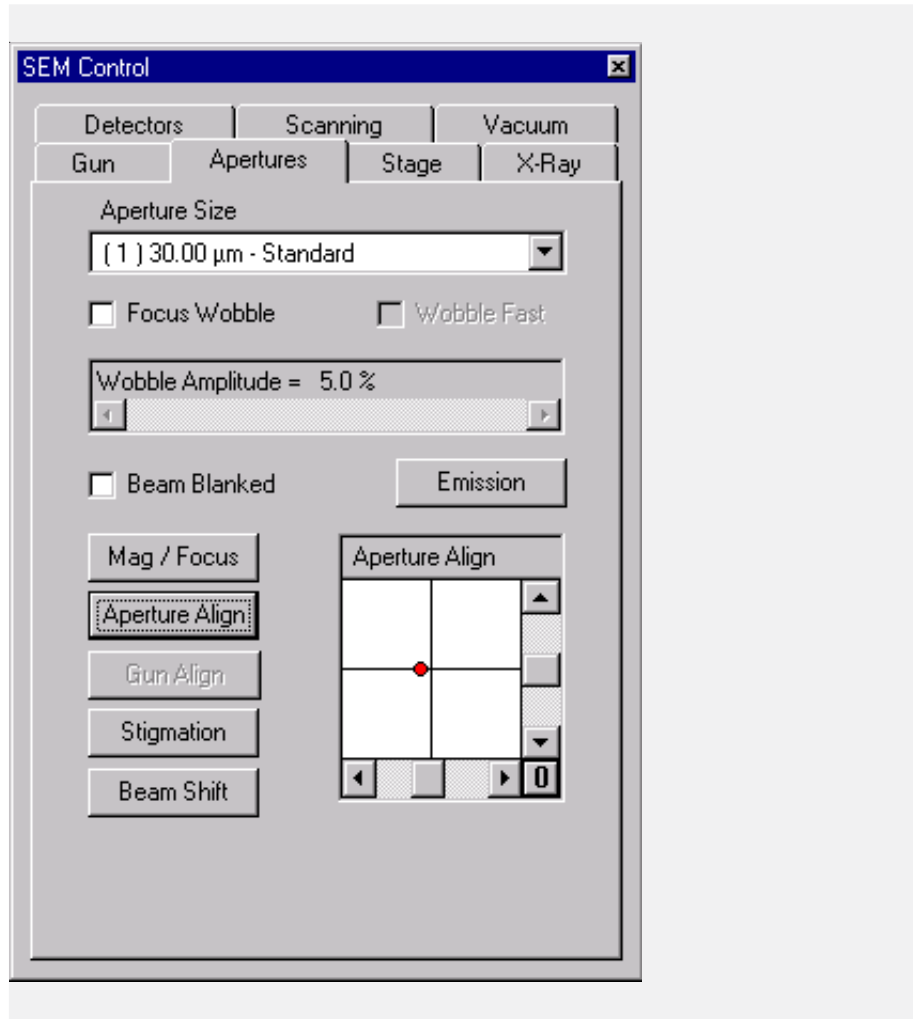 SEM Control
Detectors Scanning Vacuum
Gun Apertures Stage X-Ray
Aperture Size
( 1 ) 30.00 µm - Standard
Focus Wobble Wobble Fast
Wobble Amplitude = 5.0 %
Beam Blanked Emission
Mag / Focus
Aperture Align
Gun Align
Stigmation
Beam Shift
Aperture Align
0